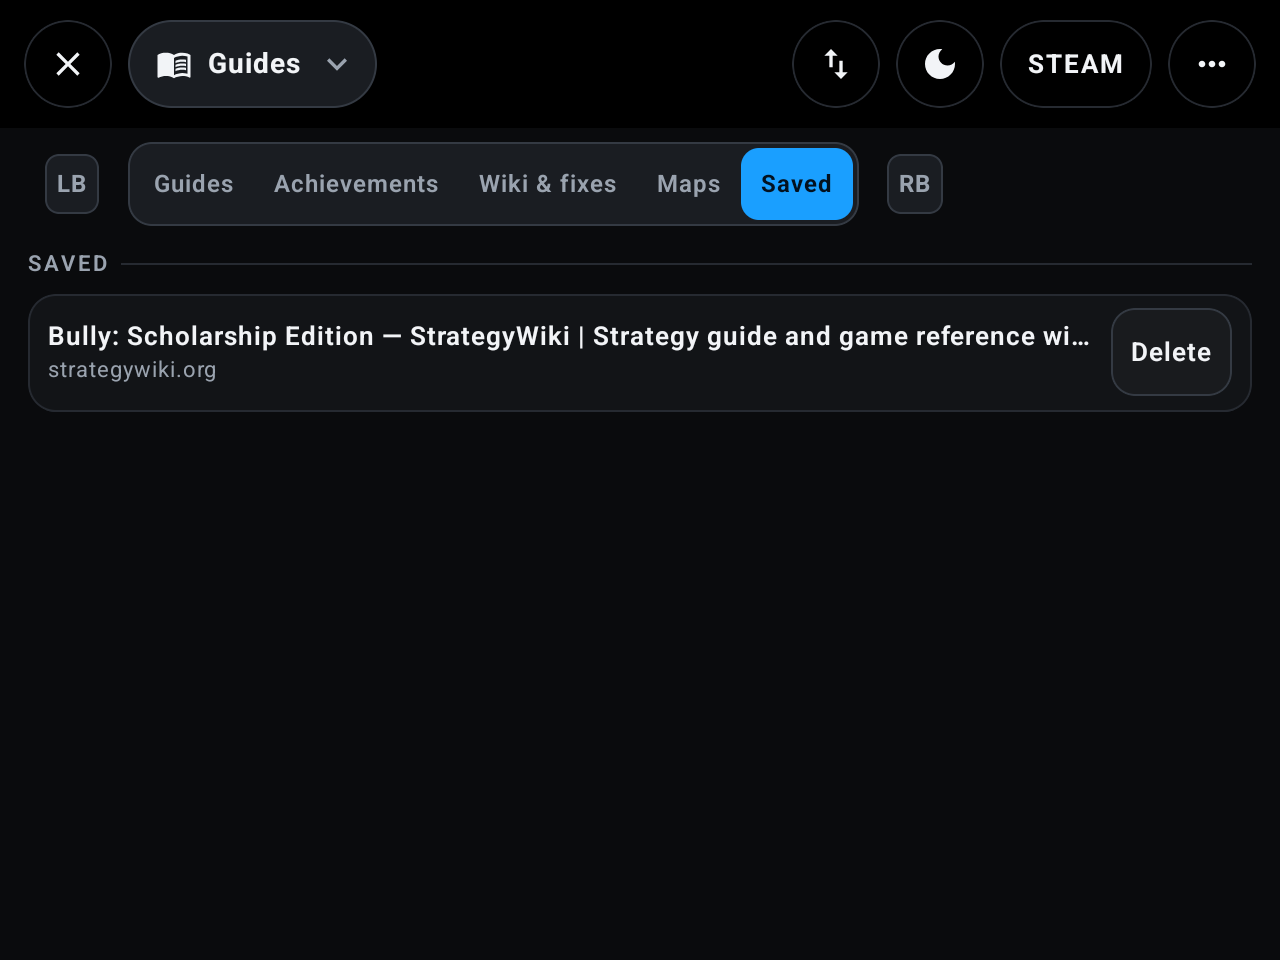 Guides
STEAM
LB
Guides Achievements Wiki & fixes Maps Saved
RB
SAVED
Bully: Scholarship Edition — StrategyWiki | Strategy guide and game reference wi…
strategywiki.org
Delete